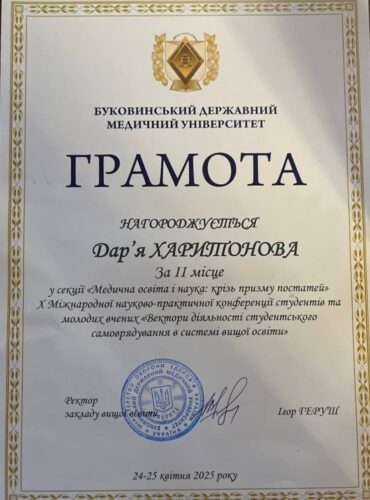 БУКОВИНСЬКИЙ ДЕРЖАВНИЙ
МЕДИЧНИЙ УНІВЕРСИТЕТ
ГРАМОТА
НАГОРОДЖУЄТЬСЯ
Дар’я ХАРИТОНОВА
За ІІ місце
у секції «Медична освіта і наука: крізь призму постатей»
Х Міжнародної науково-практичної конференції студентів та
молодих вчених «Вектори діяльності студентського
самоврядування в системі вищої освіти»
Ректор
закладу вищої освіти
Ігор ГЕРУШ
24-25 квітня 2025 року